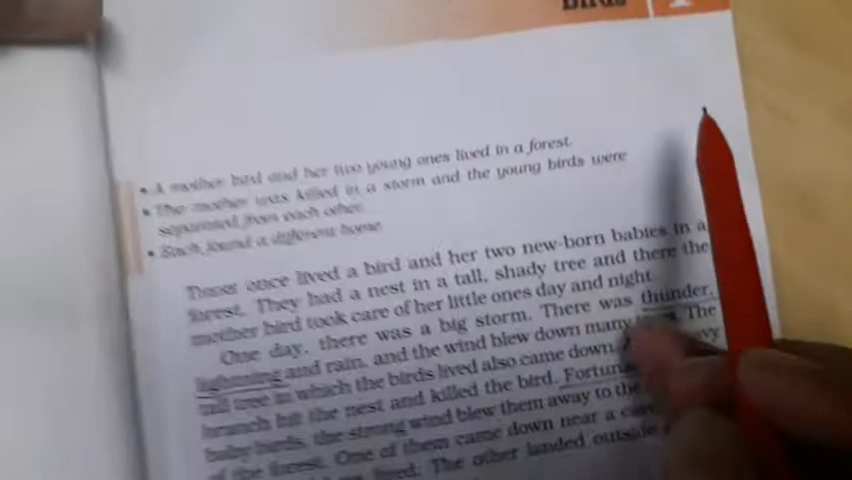 • A mother bird and her two young ones lived in a forest.
• The mother was killed in a storm and the young birds were
separated from each other.
• Each found a different home.
THERE once lived a bird and her two new-born babies in a
forest. They had a nest in a tall, shady tree and there the
mother bird took care of her little ones day and night.
One day, there was a big storm. There was thunder,
lightning and rain, and the wind blew down many The
tall tree in which the birds lived also came down
branch hit the nest and killed the bird.
baby birds, the strong wind blew them away to the
of the forest. One of them came down near a
lived. The other landed outside